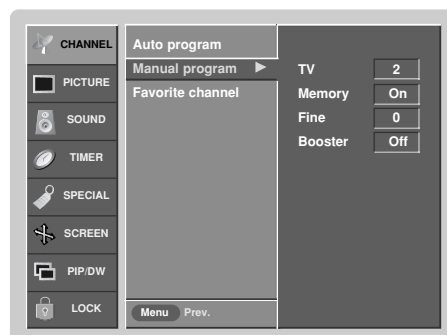 CHANNEL
PICTURE
SOUND
TIMER
SPECIAL
SCREEN
PIP/DW
LOCK
Auto program
Manual program ▶
Favorite channel
Menu Prev.
TV 2
Memory On
Fine 0
Booster Off